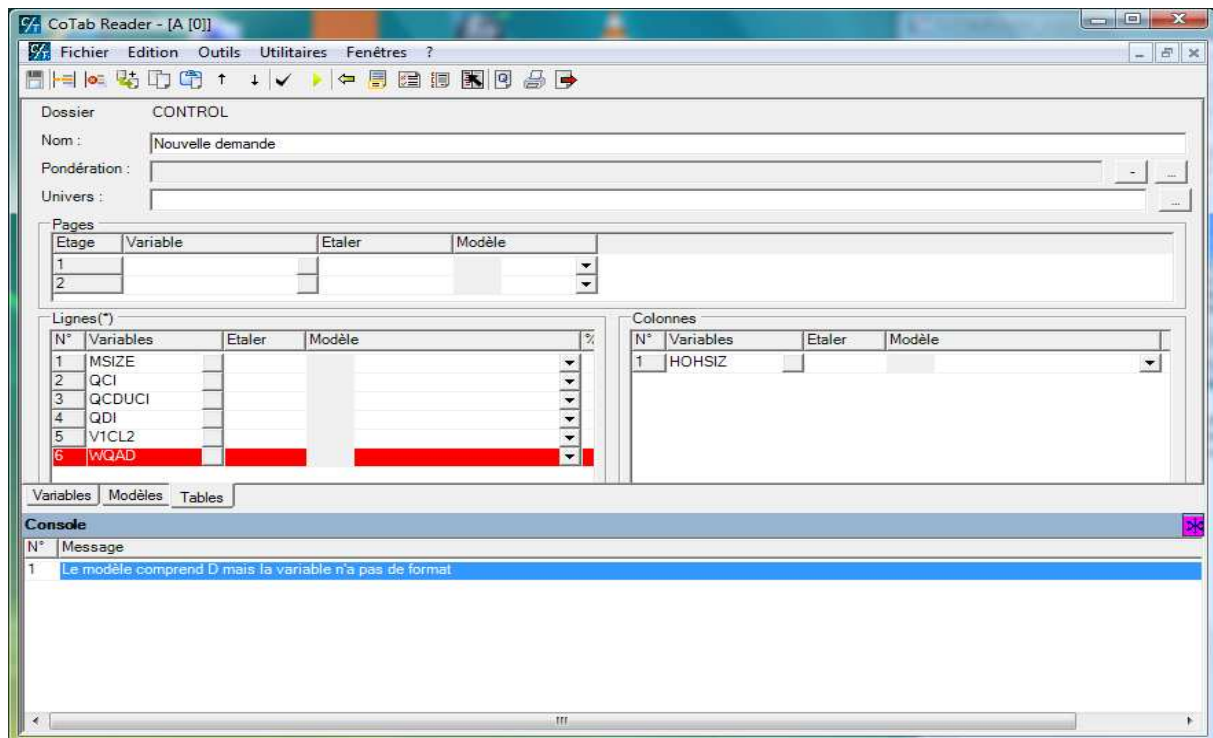 CoTab Reader - [A [0]]
Fichier Edition Outils Utilitaires Fenêtres ?
Dossier CONTROL
Nom : Nouvelle demande
Pondération : - ...
Univers : ...
Pages
Etage Variable Etaler Modèle
1
2
Lignes(*)
N° Variables Etaler Modèle %
1 MSIZE
2 QCI
3 QCDUCI
4 QDI
5 V1CL2
6 WQAD
Colonnes
N° Variables Etaler Modèle
1 HOHSIZ
Variables Modèles Tables
Console
N° Message
1 Le modèle comprend D mais la variable n'a pas de format